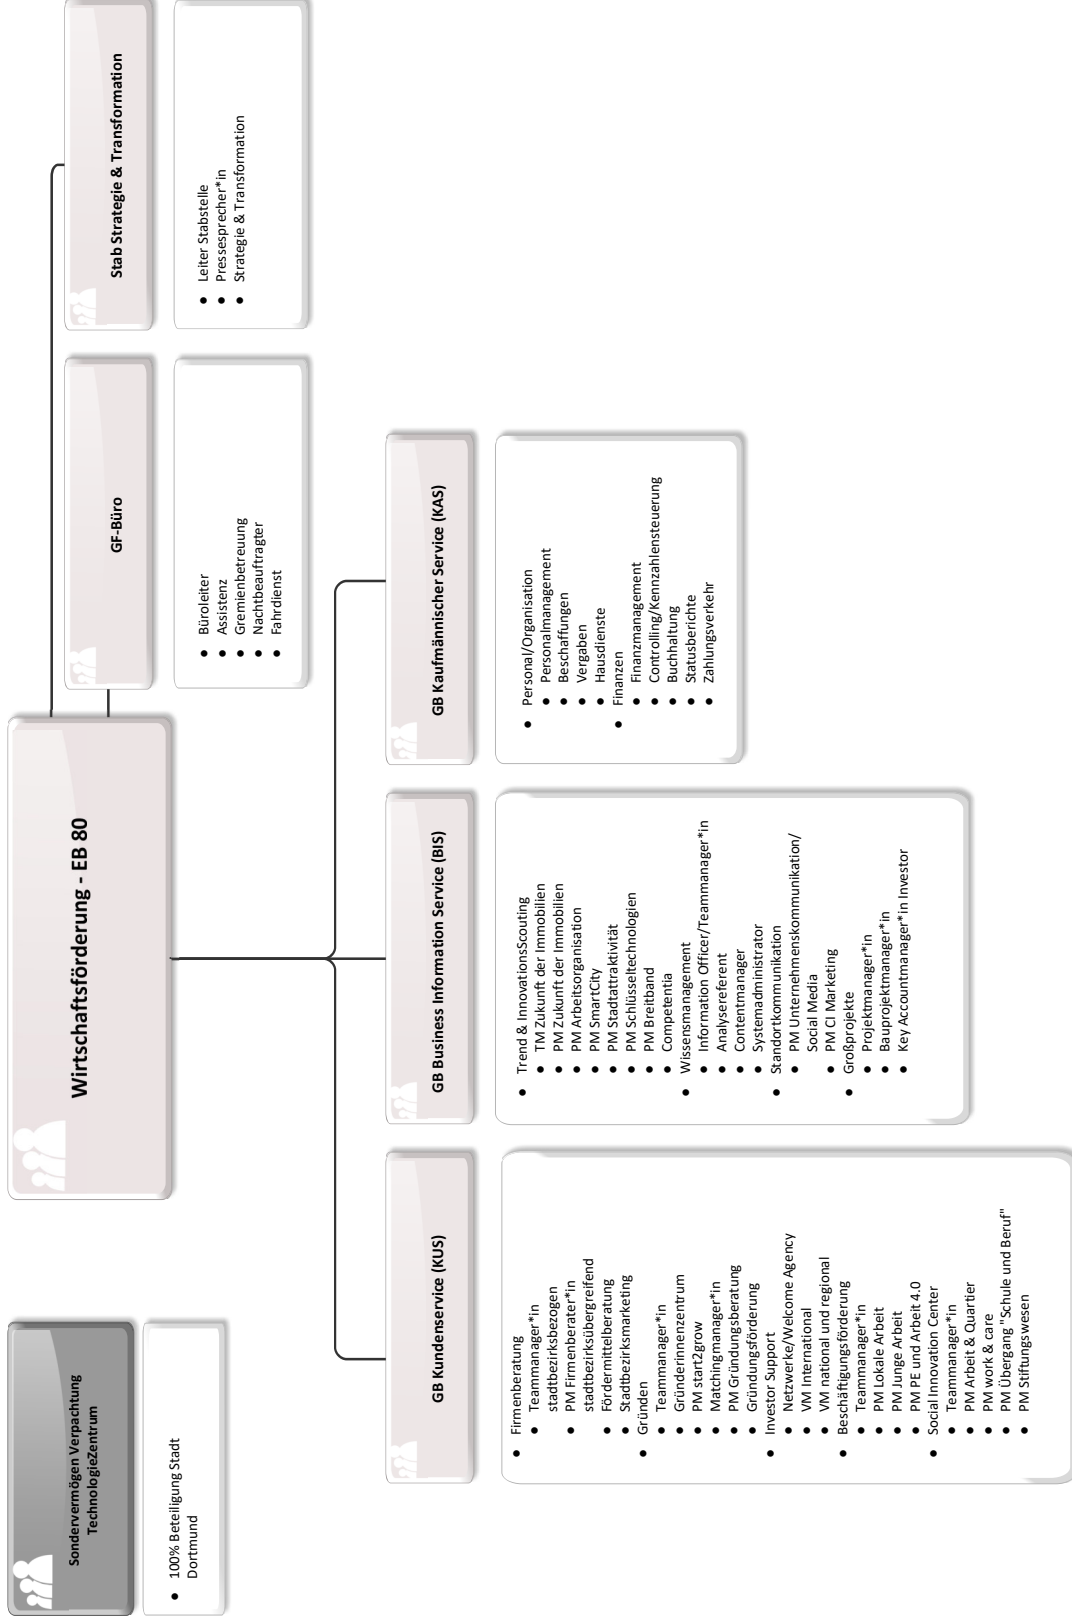 Sondervermögen Verpachtung
TechnologieZentrum
100% Beteiligung Stadt
Dortmund
Wirtschaftsförderung - EB 80
GF-Büro
Büroleiter
Assistenz
Gremienbetreuung
Nachtbeauftragter
Fahrdienst
Stab Strategie & Transformation
Leiter Stabstelle
Pressesprecher*in
Strategie & Transformation
GB Kundenservice (KUS)
Firmenberatung
Teammanager*in
stadtbezirksbezogen
PM Firmenberater*in
stadtbezirksübergreifend
Fördermittelberatung
Stadtbezirksmarketing
Gründen
Teammanager*in
Gründerinnenzentrum
PM start2grow
Matchingmanager*in
PM Gründungsberatung
Gründungsförderung
Investor Support
Netzwerke/Welcome Agency
VM International
VM national und regional
Beschäftigungsförderung
Teammanager*in
PM Lokale Arbeit
PM Junge Arbeit
PM PE und Arbeit 4.0
Social Innovation Center
Teammanager*in
PM Arbeit & Quartier
PM work & care
PM Übergang "Schule und Beruf"
PM Stiftungswesen
GB Business Information Service (BIS)
Trend & InnovationsScouting
TM Zukunft der Immobilien
PM Zukunft der Immobilien
PM Arbeitsorganisation
PM SmartCity
PM Stadtattraktivität
PM Schlüsseltechnologien
PM Breitband
Competentia
Wissensmanagement
Information Officer/Teammanager*in
Analysereferent
Contentmanager
Systemadministrator
Standortkommunikation
PM Unternehmenskommunikation/
Social Media
PM CI Marketing
Großprojekte
Projektmanager*in
Bauprojektmanager*in
Key Accountmanager*in Investor
GB Kaufmännischer Service (KAS)
Personal/Organisation
Personalmanagement
Beschaffungen
Vergaben
Hausdienste
Finanzen
Finanzmanagement
Controlling/Kennzahlensteuerung
Buchhaltung
Statusberichte
Zahlungsverkehr